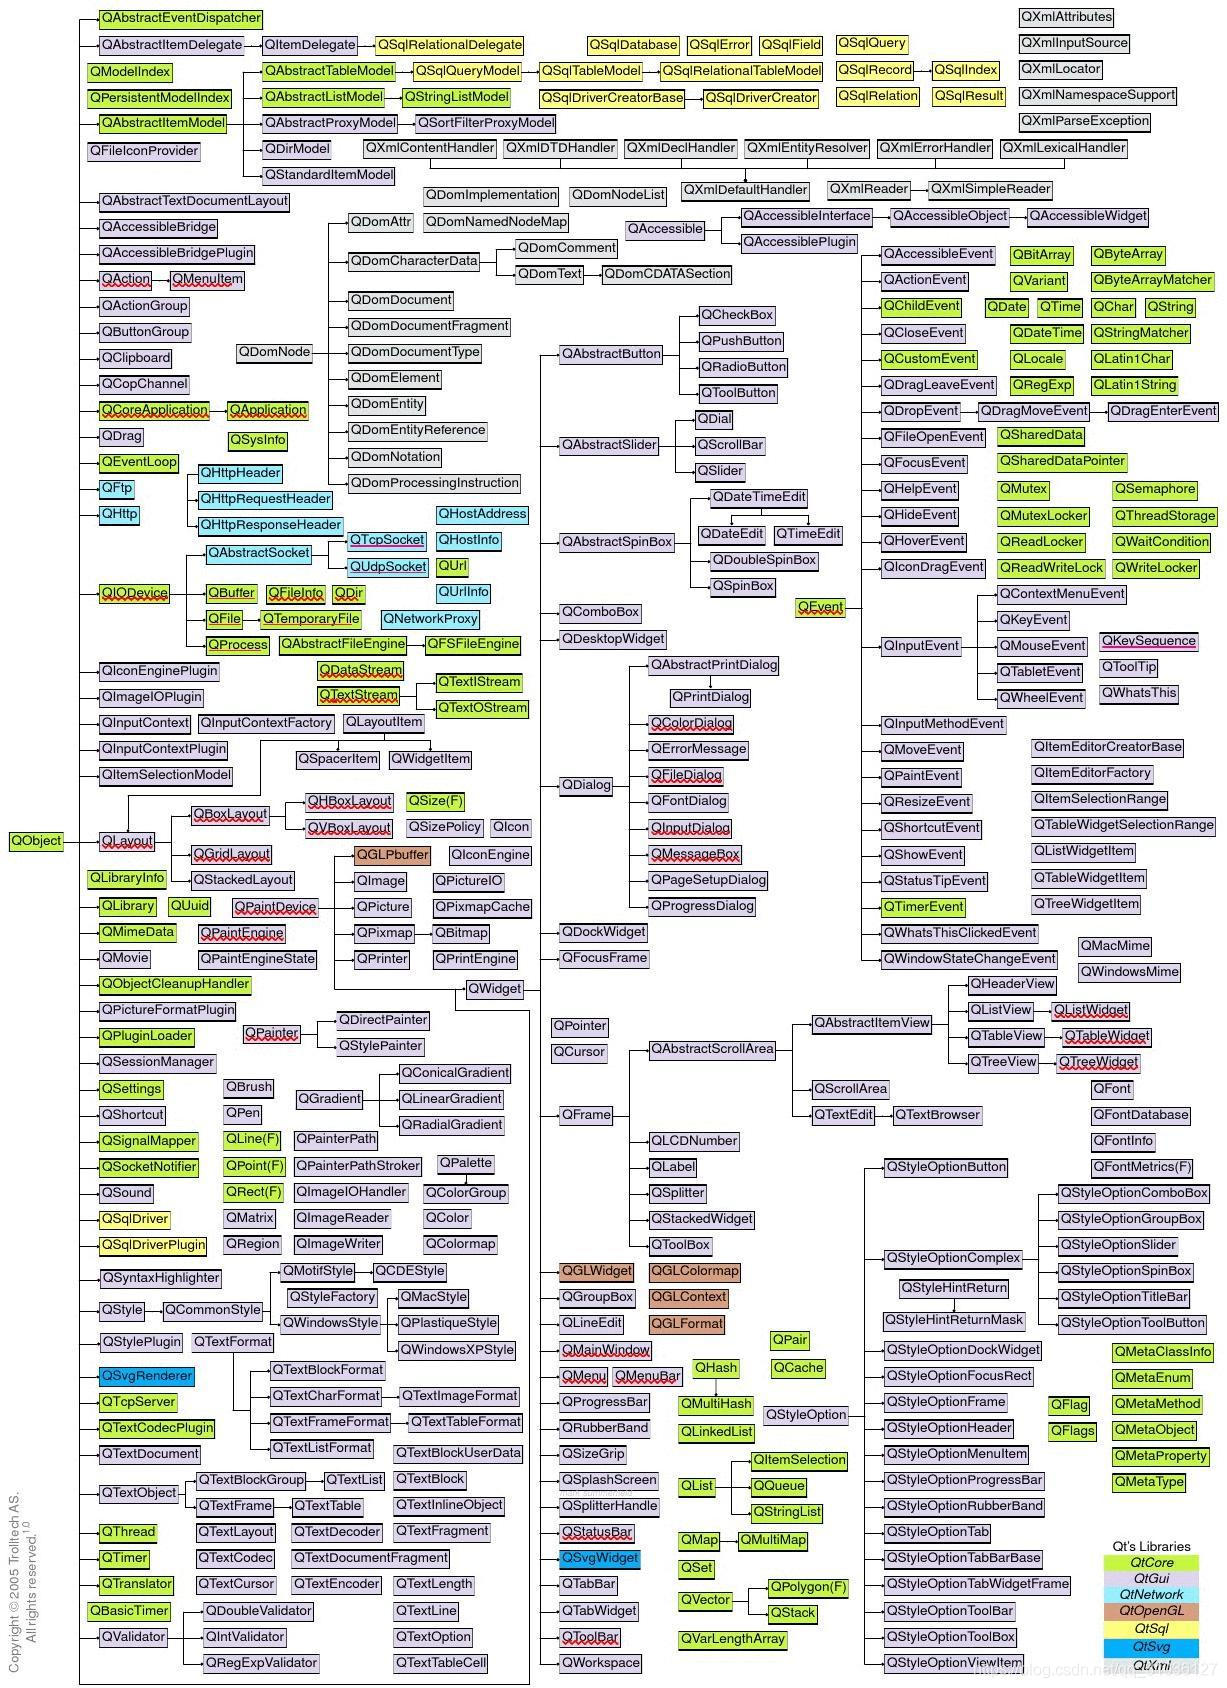 QAbstractEventDispatcher
QXmlAttributes
QAbstractItemDelegate QItemDelegate QSqlRelationalDelegate QSqlDatabase QSqlError QSqlField QSqlQuery QXmlInputSource
QModelIndex QAbstractTableModel QSqlQueryModel QSqlTableModel QSqlRelationalTableModel QSqlRecord QSqlIndex QXmlLocator
QPersistentModelIndex QAbstractListModel QStringListModel QSqlDriverCreatorBase QSqlDriverCreator QSqlRelation QSqlResult QXmlNamespaceSupport
QAbstractItemModel QAbstractProxyModel QSortFilterProxyModel QXmlParseException
QFileIconProvider QDirModel QXmlContentHandler QXmlDTDHandler QXmlDeclHandler QXmlEntityResolver QXmlErrorHandler QXmlLexicalHandler
QStandardItemModel
QXmlDefaultHandler QXmlReader QXmlSimpleReader
QAbstractTextDocumentLayout QDomImplementation QDomNodeList
QAccessibleBridge QDomAttr QDomNamedNodeMap QAccessible QAccessibleInterface QAccessibleObject QAccessibleWidget
QAccessiblePlugin
QAccessibleBridgePlugin QDomCharacterData QDomComment QAccessibleEvent QBitArray QByteArray
QAction QMenuItem QDomText QDomCDATASection QActionEvent QVariant QByteArrayMatcher
QActionGroup QDomDocument QCheckBox QChildEvent QDate QTime QChar QString
QButtonGroup QDomDocumentFragment QPushButton QCloseEvent QDateTime QStringMatcher
QClipboard QDomNode QDomDocumentType QAbstractButton QRadioButton QCustomEvent QLocale QLatin1Char
QCopChannel QDomElement QToolButton QDragLeaveEvent QRegExp QLatin1String
QCoreApplication QApplication QDomEntity QDial QDropEvent QDragMoveEvent QDragEnterEvent
QDrag QSysInfo QDomEntityReference QAbstractSlider QScrollBar QFileOpenEvent QSharedData
QEventLoop QDomNotation QSlider QFocusEvent QSharedDataPointer
QFtp QHttpHeader QDomProcessingInstruction QDateTimeEdit QHelpEvent QMutex QSemaphore
QHttp QHttpRequestHeader QHostAddress QHideEvent QMutexLocker QThreadStorage
QHttpResponseHeader QDateEdit QTimeEdit
QAbstractSocket QTcpSocket QHostInfo QAbstractSpinBox QDoubleSpinBox QHoverEvent QReadLocker QWaitCondition
QUdpSocket QUrl QSpinBox QIconDragEvent QReadWriteLock QWriteLocker
QIODevice QBuffer QFileInfo QDir QUrlInfo QContextMenuEvent
QFile QTemporaryFile QNetworkProxy QComboBox QEvent QKeyEvent
QProcess QAbstractFileEngine QFSFileEngine QDesktopWidget QInputEvent QMouseEvent QKeySequence
QIconEnginePlugin QDataStream QAbstractPrintDialog QTabletEvent QToolTip
QImageIOPlugin QTextStream QTextIStream QPrintDialog QWheelEvent QWhatsThis
QTextOStream
QInputContext QInputContextFactory QLayoutItem QColorDialog QInputMethodEvent
QInputContextPlugin QSpacerItem QWidgetItem QErrorMessage QMoveEvent QItemEditorCreatorBase
QItemSelectionModel QDialog QFileDialog QPaintEvent QItemEditorFactory
QBoxLayout QHBoxLayout QSize(F) QFontDialog QResizeEvent QItemSelectionRange
QObject QLayout QVBoxLayout QSizePolicy QIcon QInputDialog QShortcutEvent QTableWidgetSelectionRange
QGridLayout QGLPbuffer QIconEngine QMessageBox QShowEvent QListWidgetItem
QLibraryInfo QStackedLayout QImage QPictureIO QPageSetupDialog QStatusTipEvent QTableWidgetItem
QLibrary QUuid QPaintDevice QPicture QPixmapCache QProgressDialog QTimerEvent QTreeWidgetItem
QMimeData QPaintEngine QPixmap QBitmap QDockWidget QWhatsThisClickedEvent QMacMime
QMovie QPaintEngineState QPrinter QPrintEngine QFocusFrame QWindowStateChangeEvent QWindowsMime
QObjectCleanupHandler QWidget QHeaderView
QPictureFormatPlugin QDirectPainter QPointer QAbstractItemView QListView QListWidget
QPluginLoader QPainter QStylePainter QCursor QAbstractScrollArea QTableView QTableWidget
QSessionManager QConicalGradient QTreeView QTreeWidget
QSettings QBrush QGradient QLinearGradient QScrollArea QFont
QShortcut QPen QRadialGradient QFrame QTextEdit QTextBrowser QFontDatabase
QSignalMapper QLine(F) QPainterPath QLCDNumber QFontInfo
QSocketNotifier QPoint(F) QPainterPathStroker QPalette QLabel QStyleOptionButton QFontMetrics(F)
QSound QRect(F) QImageIOHandler QColorGroup QSplitter QStyleOptionComboBox
QSqlDriver QMatrix QImageReader QColor QStackedWidget QStyleOptionGroupBox
QSqlDriverPlugin QRegion QImageWriter QColormap QToolBox QStyleOptionComplex QStyleOptionSlider
QSyntaxHighlighter QMotifStyle QCDEStyle QGLWidget QGLColormap QStyleHintReturn QStyleOptionSpinBox
QStyle QCommonStyle QStyleFactory QMacStyle QGroupBox QGLContext QStyleOptionTitleBar
QWindowsStyle QPlastiqueStyle QLineEdit QGLFormat QStyleHintReturnMask QStyleOptionToolButton
QStylePlugin QTextFormat QWindowsXPStyle QMainWindow QPair QStyleOptionDockWidget QMetaClassInfo
QSvgRenderer QTextBlockFormat QMenu QMenuBar QHash QCache QStyleOptionFocusRect QMetaEnum
QTcpServer QTextCharFormat QTextImageFormat QProgressBar QMultiHash QStyleOption QStyleOptionFrame QFlag QMetaMethod
QTextCodecPlugin QTextFrameFormat QTextTableFormat QRubberBand QLinkedList QStyleOptionHeader QFlags QMetaObject
QTextDocument QTextListFormat QTextBlockUserData QSizeGrip QItemSelection QStyleOptionMenuItem QMetaProperty
QTextObject QTextBlockGroup QTextList QTextBlock QSplashScreen QList QQueue QStyleOptionProgressBar QMetaType
mark summerfield
QTextFrame QTextTable QTextInlineObject QSplitterHandle QStringList QStyleOptionRubberBand
QThread QTextLayout QTextDecoder QTextFragment QStatusBar QMap QMultiMap QStyleOptionTab
QTimer QTextCodec QTextDocumentFragment QSvgWidget QSet QStyleOptionTabBarBase
QTranslator QTextCursor QTextEncoder QTextLength QTabBar QVector QPolygon(F) QStyleOptionTabWidgetFrame
QBasicTimer QDoubleValidator QTextLine QTabWidget QStack QStyleOptionToolBar
QValidator QIntValidator QTextOption QToolBar QVarLengthArray QStyleOptionToolBox
QRegExpValidator QTextTableCell QWorkspace QStyleOptionViewItem
Qt's Libraries
QtCore
QtGui
QtNetwork
QtOpenGL
QtSql
QtSvg
QtXml
Copyright © 2005 Trolltech AS.
All rights reserved. 1.0